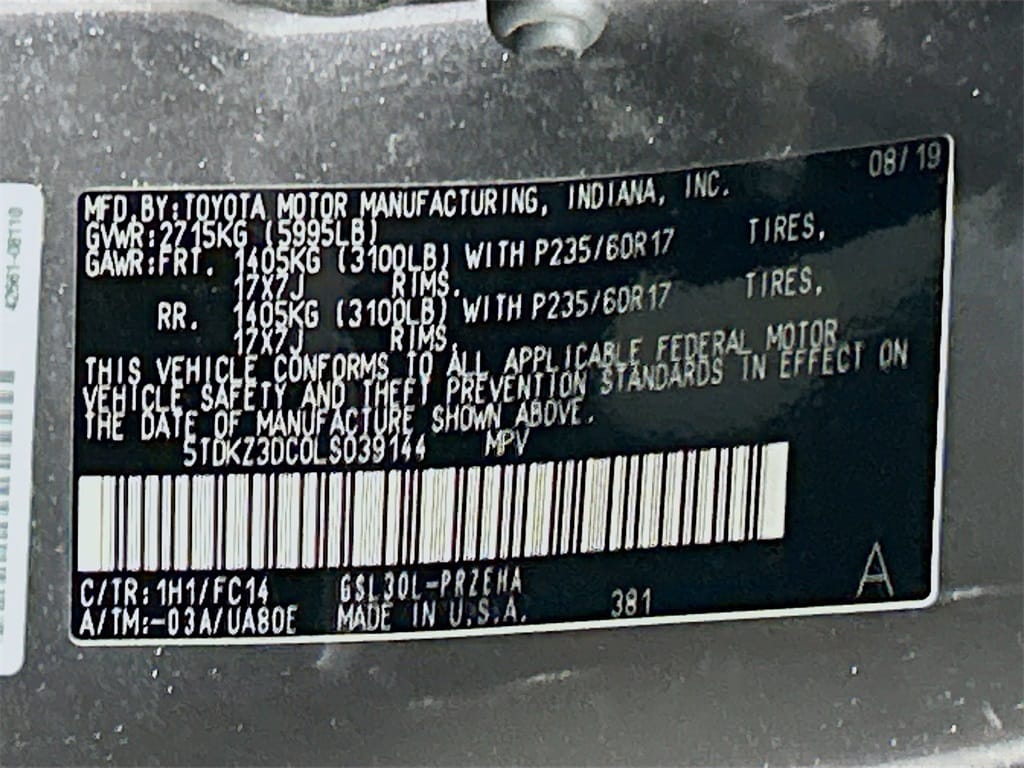 08/19
MFD.BY:TOYOTA MOTOR MANUFACTURING, INDIANA, INC.
GVWR:2715KG (5995LB)
GAWR:FRT. 1405KG (3100LB) WITH P235/60R17 TIRES,
17X7J RIMS.
RR. 1405KG (3100LB) WITH P235/60R17 TIRES,
17X7J RIMS.
THIS VEHICLE CONFORMS TO ALL APPLICABLE FEDERAL MOTOR
VEHICLE SAFETY AND THEFT PREVENTION STANDARDS IN EFFECT ON
THE DATE OF MANUFACTURE SHOWN ABOVE.
5TDKZ3DC0LS039144 MPV
C/TR:1H1/FC14 GSL30L-PRZEHA
A/TM:-03A/UA80E MADE IN U.S.A. 381
A
42661-08110